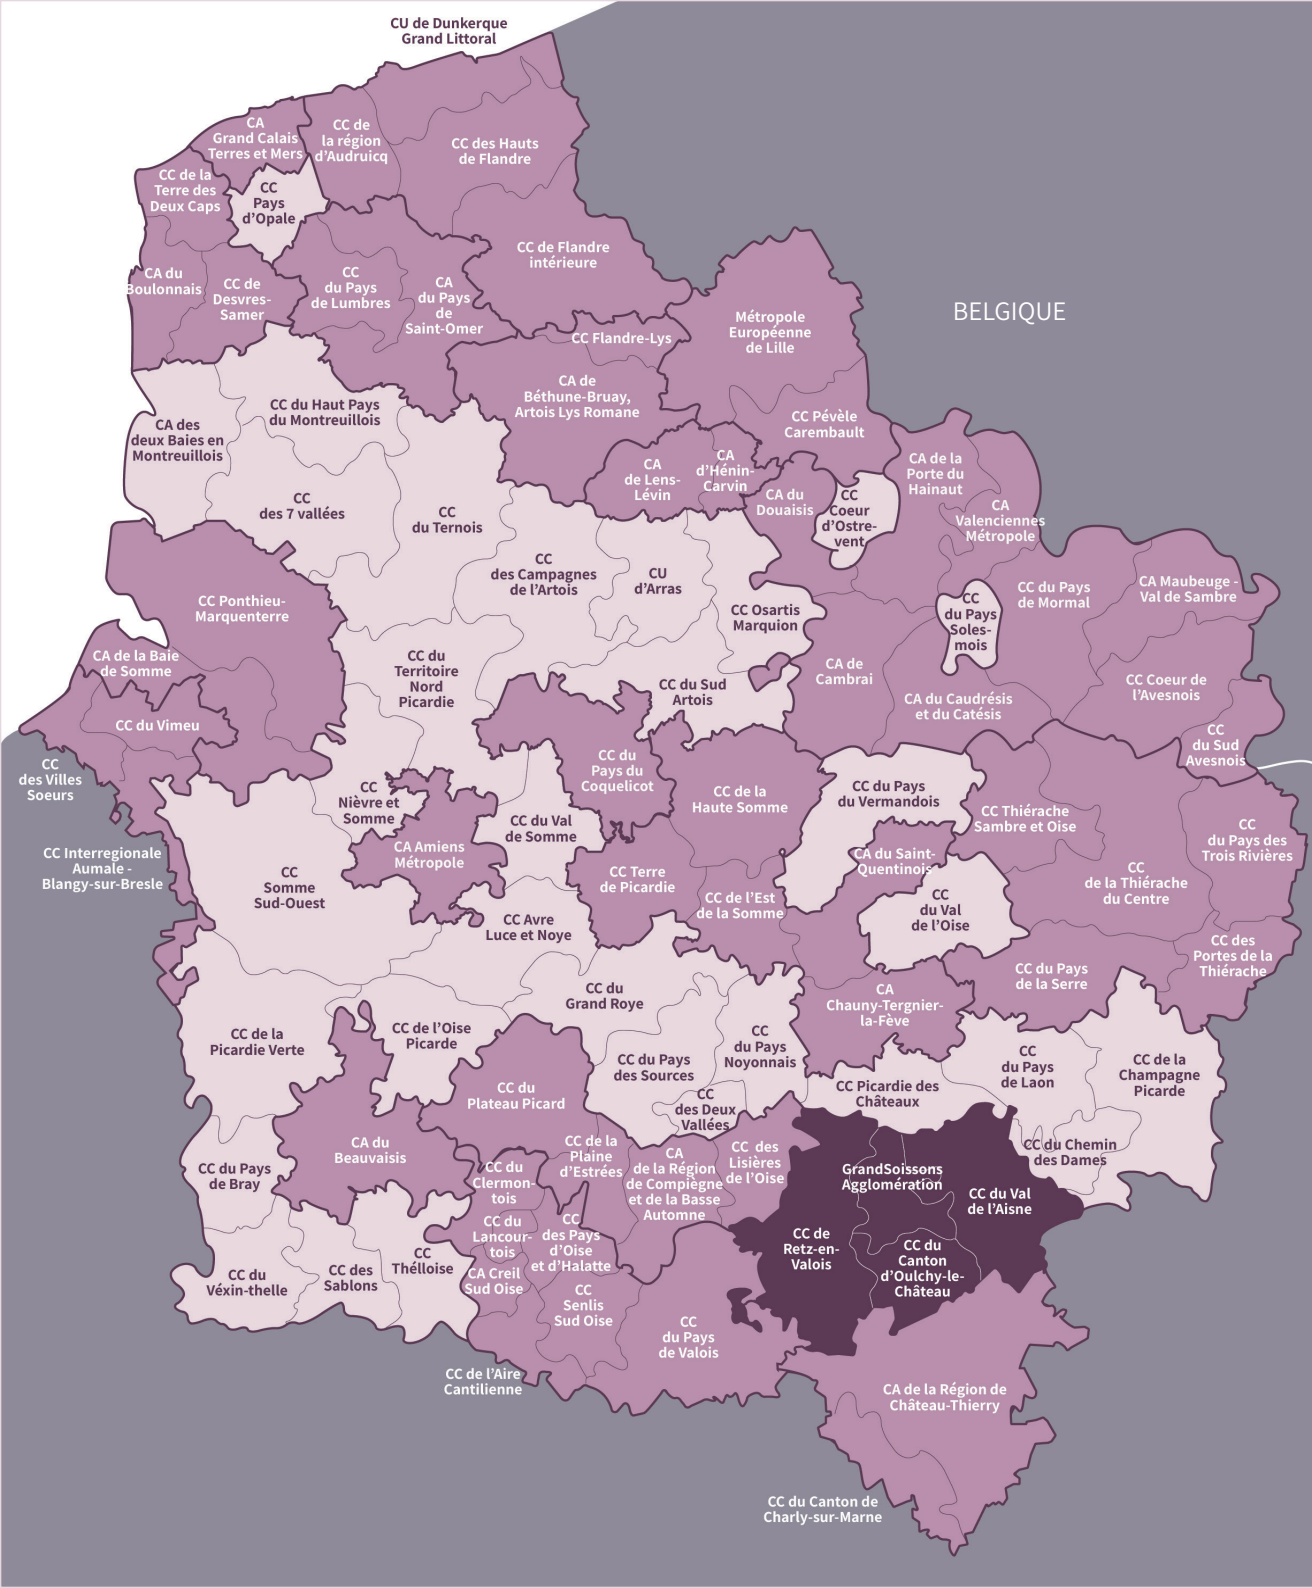 CU de Dunkerque
Grand Littoral
CA
Grand Calais
Terres et Mers
CC de
la région
d'Audruicq
CC des Hauts
de Flandre
CC de la
Terre des
Deux Caps
CC
Pays
d'Opale
CC de Flandre
intérieure
CA du
Boulonnais
CC de
Desvres-
Samer
CC
du Pays
de Lumbres
CA
du Pays
de
Saint-Omer
BELGIQUE
CC Flandre-Lys
Métropole
Européenne
de Lille
CA de
Béthune-Bruay,
Artois Lys Romane
CC du Haut Pays
du Montreuillois
CA des
deux Baies en
Montreuillois
CC Pévèle
Carembault
CA
de Lens-
Lévin
CA
d'Hénin-
Carvin
CA du
Douaisis
CC
Coeur
d'Ostre-
vent
CA de la
Porte du
Hainaut
CA
Valenciennes
Métropole
CC
des 7 vallées
CC
du Ternois
CC
des Campagnes
de l'Artois
CU
d'Arras
CC Osartis
Marquion
CC
du Pays
Soles-
mois
CC du Pays
de Mormal
CA Maubeuge -
Val de Sambre
CC Ponthieu-
Marquenterre
CA de la Baie
de Somme
CC du
Territoire
Nord
Picardie
CC du Sud
Artois
CA de
Cambrai
CA du Caudrésis
et du Catésis
CC Coeur de
l'Avesnois
CC du Vimeu
CC
du Sud
Avesnois
CC
des Villes
Soeurs
CC
Nièvre et
Somme
CC du
Pays du
Coquelicot
CC de la
Haute Somme
CC du Pays
du Vermandois
CC Thiérache
Sambre et Oise
CC du Val
de Somme
CC
du Pays des
Trois Rivières
CC Interregionale
Aumale -
Blangy-sur-Bresle
CA Amiens
Métropole
CC
Somme
Sud-Ouest
CC Terre
de Picardie
CA du Saint-
Quentinois
CC
de la Thiérache
du Centre
CC de l'Est
de la Somme
CC
du Val
de l'Oise
CC Avre
Luce et Noye
CC des
Portes de la
Thiérache
CC du Pays
de la Serre
CC du
Grand Roye
CA
Chauny-Tergnier-
la-Fève
CC de la
Picardie Verte
CC de l'Oise
Picarde
CC du Pays
des Sources
CC
du Pays
Noyonnais
CC
du Pays
de Laon
CC de la
Champagne
Picarde
CC du
Plateau Picard
CC
des Deux
Vallées
CC Picardie des
Châteaux
CA du
Beauvaisis
CC de la
Plaine
d'Estrées
CC des
Lisières
de l'Oise
CC du Chemin
des Dames
CC du Pays
de Bray
CC du
Clermon-
tois
CA
de la Région
de Compiègne
et de la Basse
Automne
GrandSoissons
Agglomération
CC du Val
de l'Aisne
CC du
Lancour-
tois
CC
des Pays
d'Oise
et d'Halatte
CC de
Retz-en-
Valois
CC du
Canton
d'Oulchy-le-
Château
CC du
Véxin-thelle
CC des
Sablons
CC
Thélloise
CA Creil
Sud Oise
CC
Senlis
Sud Oise
CC
du Pays
de Valois
CC de l'Aire
Cantilienne
CA de la Région de
Château-Thierry
CC du Canton de
Charly-sur-Marne